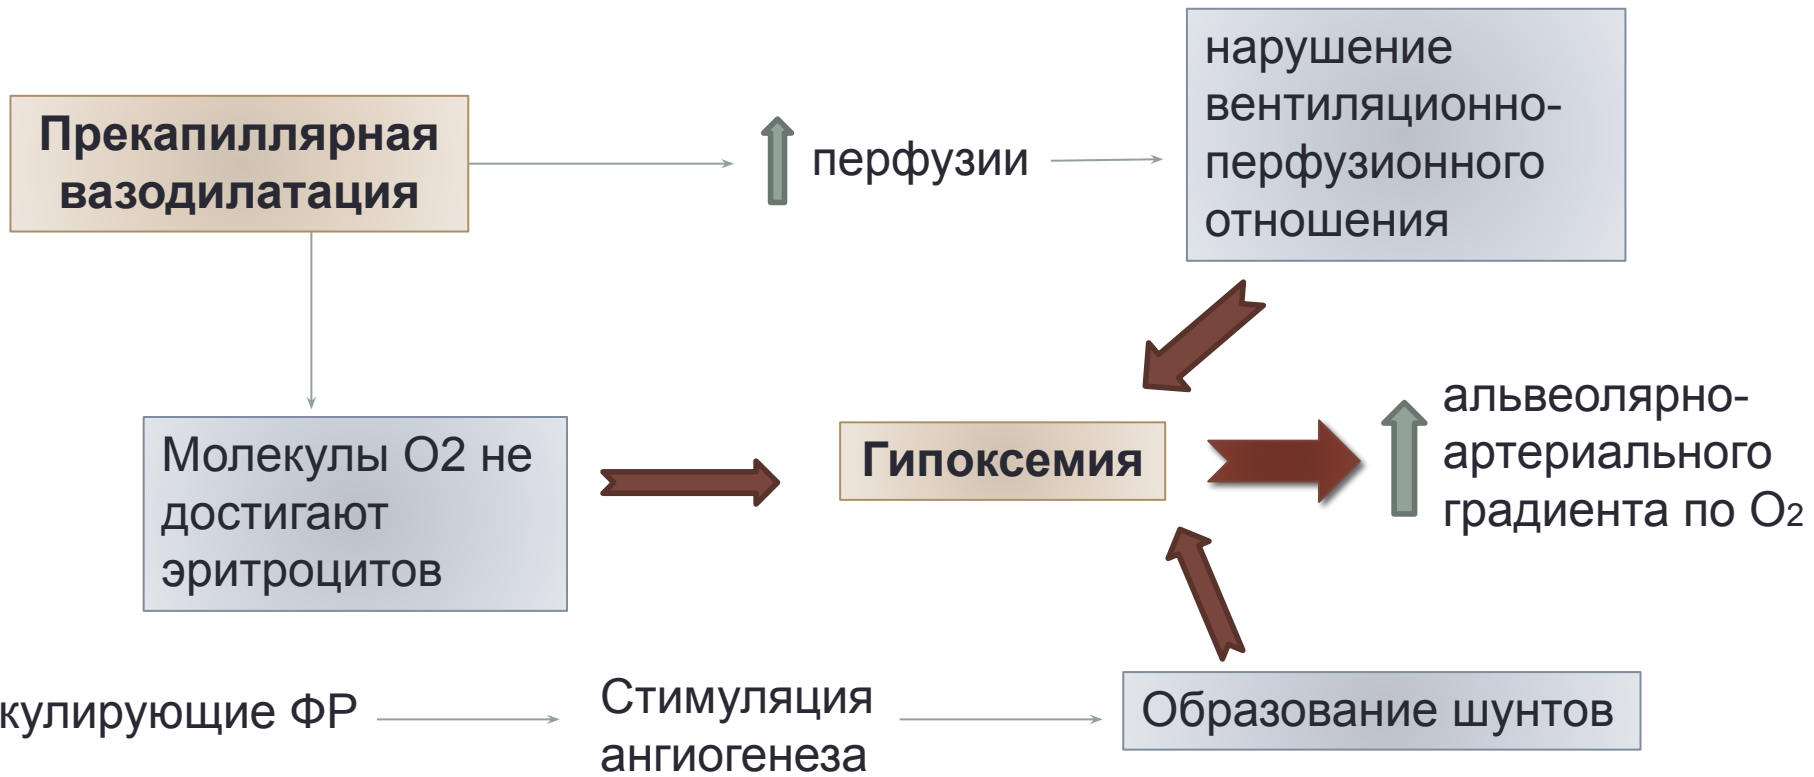 Прекапиллярная
вазодилатация
перфузии
нарушение
вентиляционно-
перфузионного
отношения
Молекулы О2 не
достигают
эритроцитов
Гипоксемия
альвеолярно-
артериального
градиента по О2
кулирующие ФР
Стимуляция
ангиогенеза
Образование шунтов